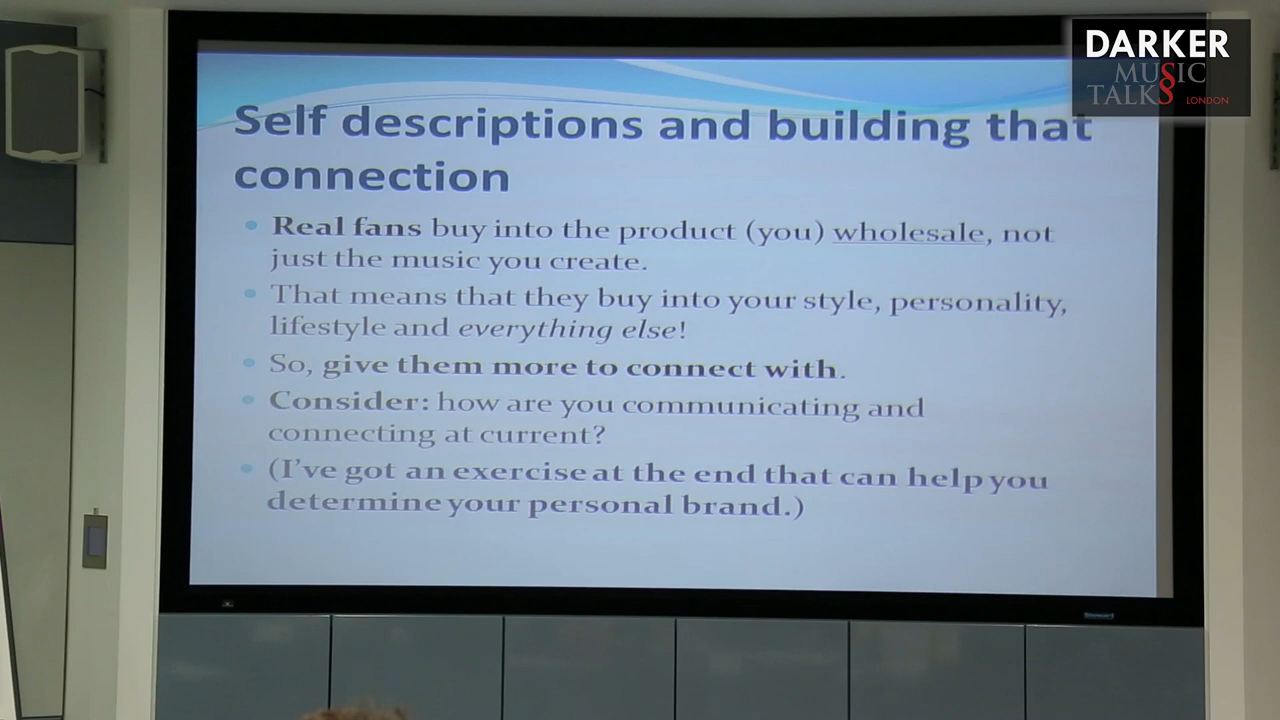 DARKER
MUSIC
TALKS LONDON
Self descriptions and building that
connection
Real fans buy into the product (you) wholesale, not
just the music you create.
That means that they buy into your style, personality,
lifestyle and everything else!
So, give them more to connect with.
Consider: how are you communicating and
connecting at current?
(I've got an exercise at the end that can help you
determine your personal brand.)